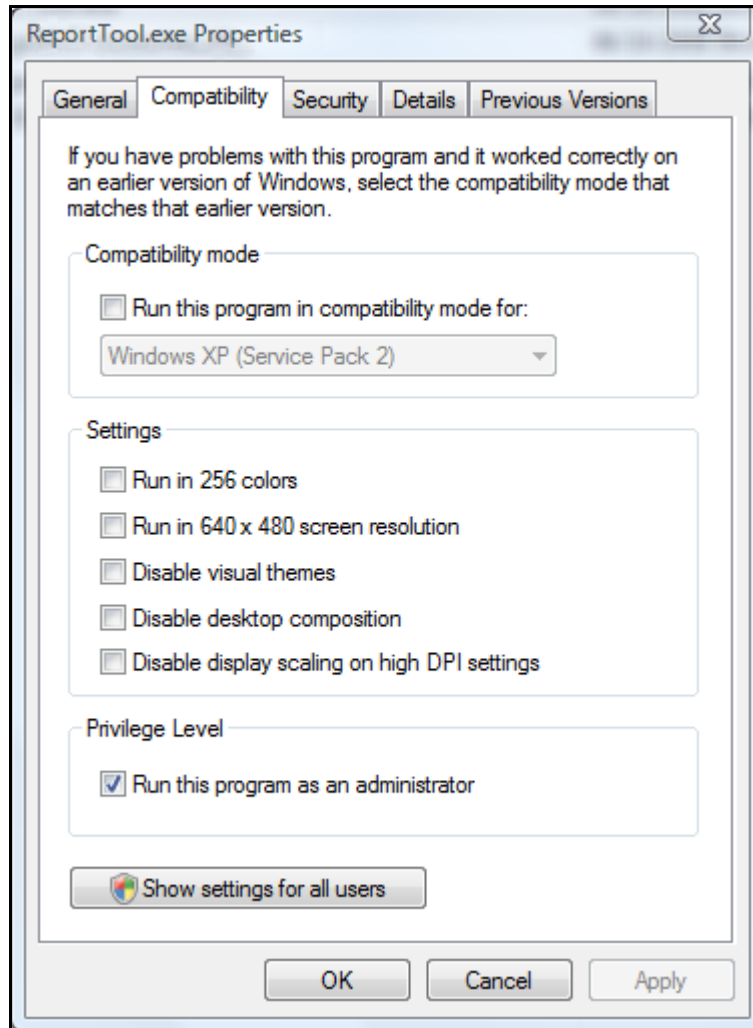 ReportTool.exe Properties
General Compatibility Security Details Previous Versions
If you have problems with this program and it worked correctly on
an earlier version of Windows, select the compatibility mode that
matches that earlier version.
Compatibility mode
Run this program in compatibility mode for:
Windows XP (Service Pack 2)
Settings
Run in 256 colors
Run in 640 x 480 screen resolution
Disable visual themes
Disable desktop composition
Disable display scaling on high DPI settings
Privilege Level
Run this program as an administrator
Show settings for all users
OK Cancel Apply